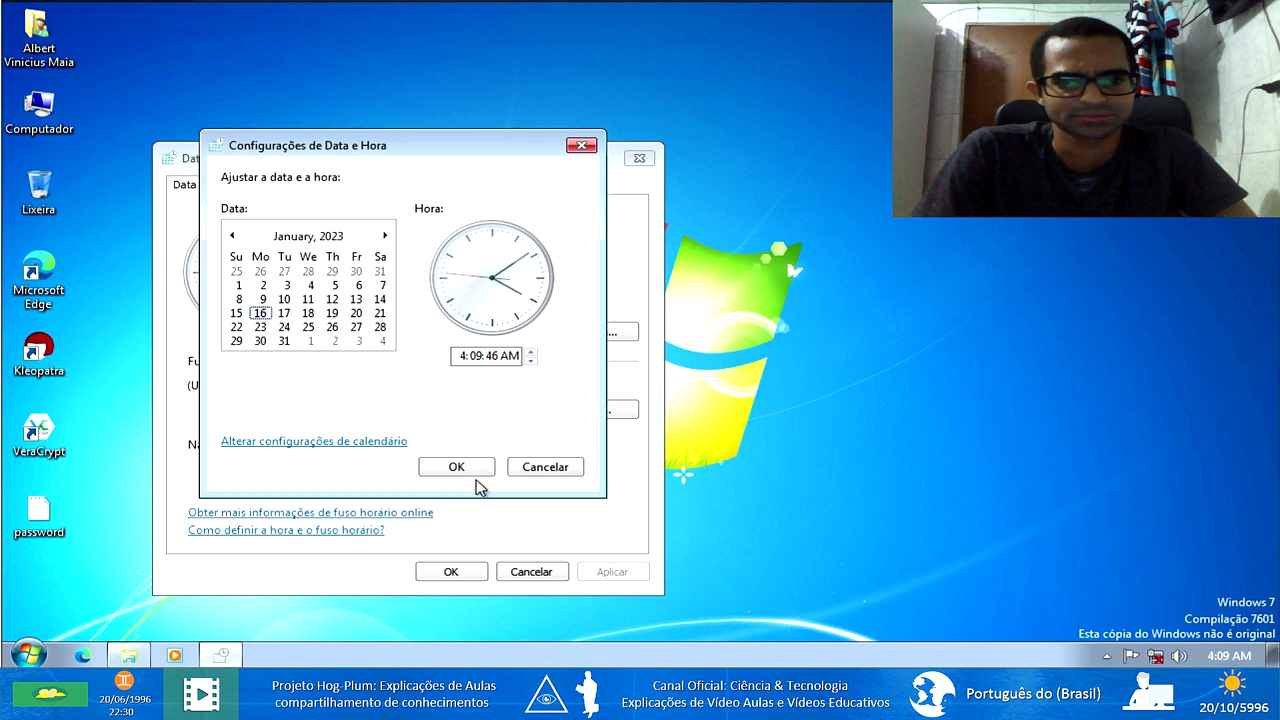 Albert
Vinicius Maia
Computador
Lixeira
Microsoft
Edge
Kleopatra
VeraCrypt
password
Dat
Data
Fu
(U
Na
...
Configurações de Data e Hora
Ajustar a data e a hora:
Data:
Hora:
January, 2023
Su Mo Tu We Th Fr Sa
25 26 27 28 29 30 31
1 2 3 4 5 6 7
8 9 10 11 12 13 14
15 16 17 18 19 20 21
22 23 24 25 26 27 28
29 30 31 1 2 3 4
4:09:46 AM
Alterar configurações de calendário
OK
Cancelar
Obter mais informações de fuso horário online
Como definir a hora e o fuso horário?
OK
Cancelar
Aplicar
Windows 7
Compilação 7601
Esta cópia do Windows não é original
4:09 AM
20/06/1996
22:30
Projeto Hog-Plum: Explicações de Aulas
compartilhamento de conhecimentos
Canal Oficial: Ciência & Tecnologia
Explicações de Vídeo Aulas e Vídeos Educativos
Português do (Brasil)
20/10/5996